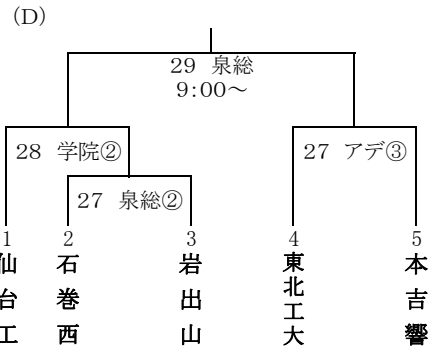 (D)
29 泉総
9:00～
28 学院②
27 アデ③
27 泉総②
1
2
3
4
5
仙台工
石巻西
岩出山
東北工大
本吉響